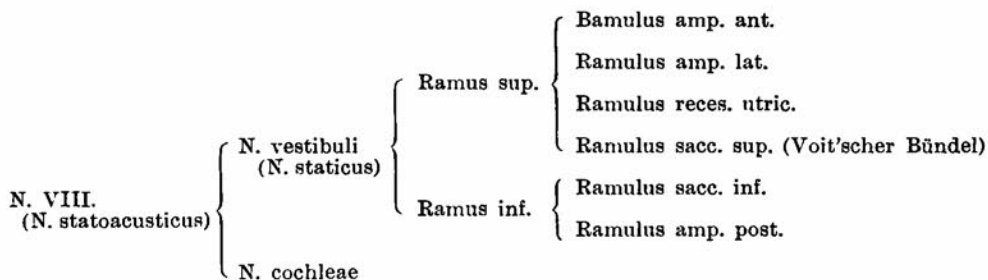 Bamulus amp. ant.
Ramulus amp. lat.
Ramus sup.
Ramulus reces. utric.
N. vestibuli
Ramulus sacc. sup. (Voit'scher Bündel)
(N. staticus)
Ramulus sacc. inf.
N. VIII.
(N. statoacusticus)
Ramus inf.
Ramulus amp. post.
N. cochleae